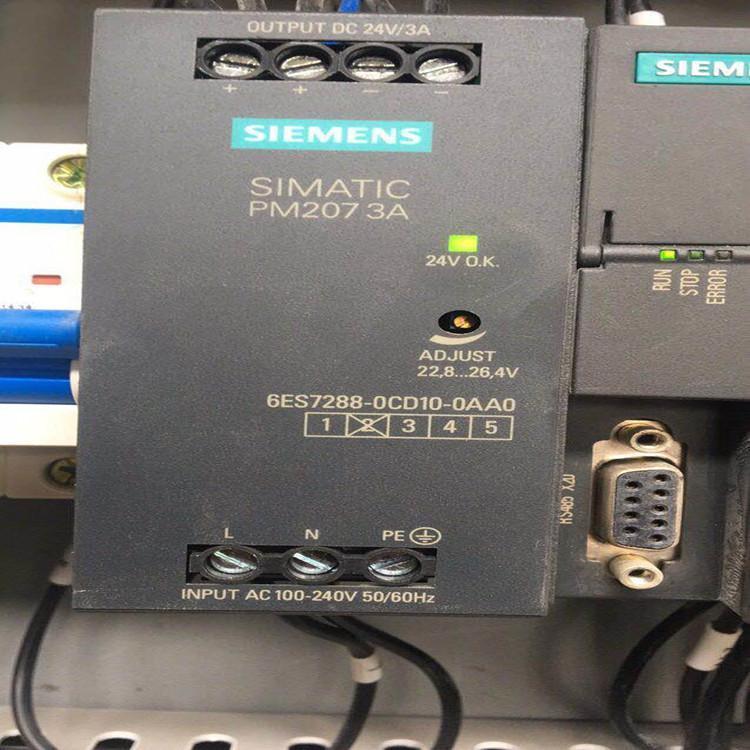 OUTPUT DC 24V/3A
+ + − −
SIEMENS
SIMATIC
PM207 3A
24V O.K.
ADJUST
22,8...26,4V
6ES7288-0CD10-0AA0
1 2 3 4 5
L N PE
INPUT AC 100-240V 50/60Hz
SIEM
RUN
STOP
ERROR
RS485 X20